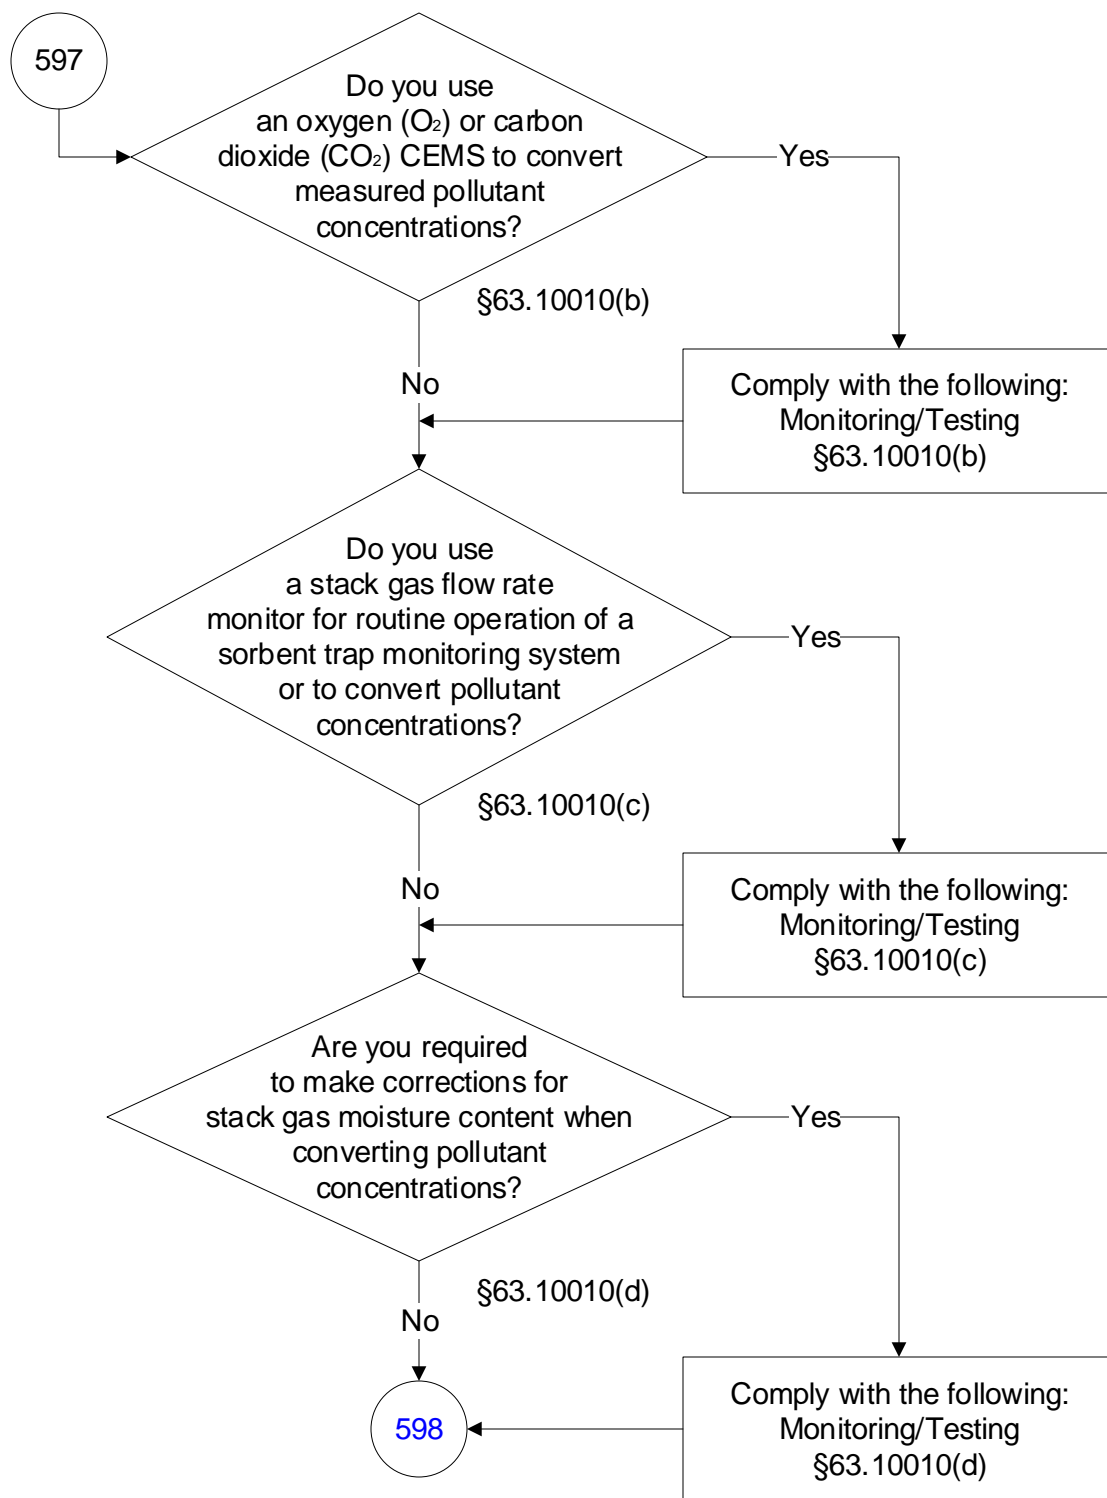 597
Do you use
an oxygen (O₂) or carbon
dioxide (CO₂) CEMS to convert
measured pollutant
concentrations?
Yes
§63.10010(b)
No
Comply with the following:
Monitoring/Testing
§63.10010(b)
Do you use
a stack gas flow rate
monitor for routine operation of a
sorbent trap monitoring system
or to convert pollutant
concentrations?
Yes
§63.10010(c)
No
Comply with the following:
Monitoring/Testing
§63.10010(c)
Are you required
to make corrections for
stack gas moisture content when
converting pollutant
concentrations?
Yes
§63.10010(d)
No
Comply with the following:
Monitoring/Testing
§63.10010(d)
598